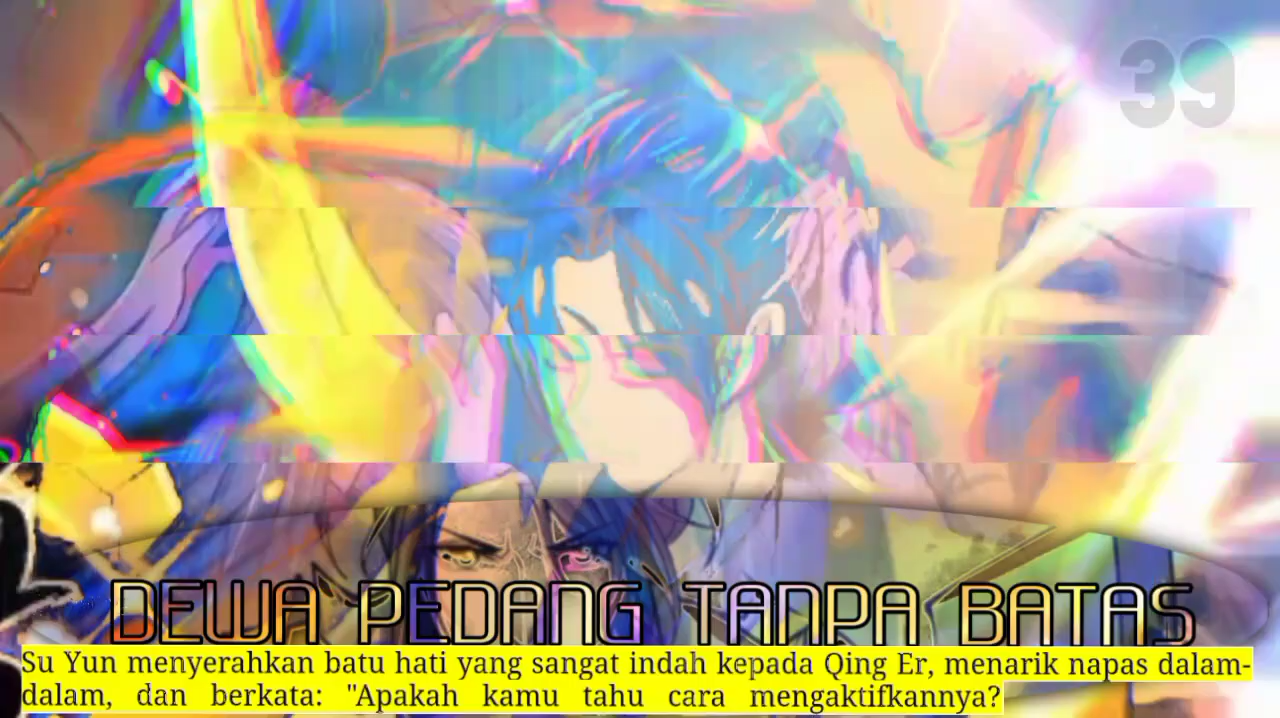 39
DEWA PEDANG TANPA BATAS
Su Yun menyerahkan batu hati yang sangat indah kepada Qing Er, menarik napas dalam-
dalam, dan berkata: "Apakah kamu tahu cara mengaktifkannya?